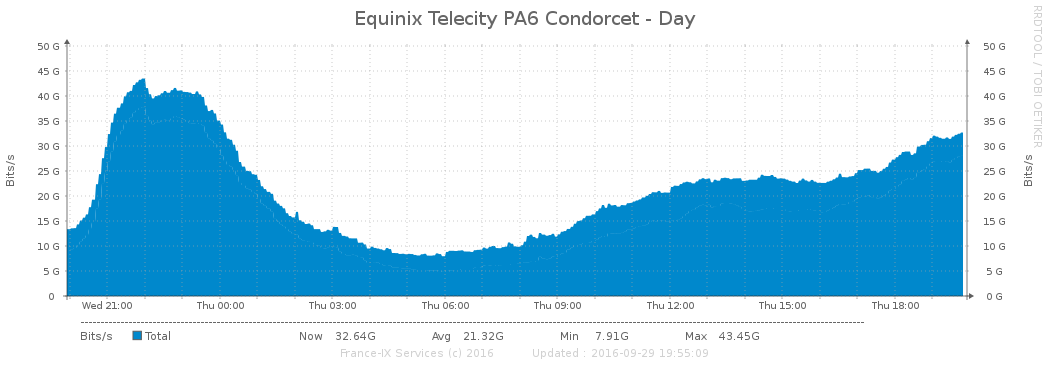 Equinix Telecity PA6 Condorcet - Day
RRDTOOL / TOBI OETIKER
Bits/s
50 G
45 G
40 G
35 G
30 G
25 G
20 G
15 G
10 G
5 G
0
50 G
45 G
40 G
35 G
30 G
25 G
20 G
15 G
10 G
5 G
0 G
Bits/s
Wed 21:00 Thu 00:00 Thu 03:00 Thu 06:00 Thu 09:00 Thu 12:00 Thu 15:00 Thu 18:00
Bits/s Total Now 32.64G Avg 21.32G Min 7.91G Max 43.45G
France-IX Services (c) 2016 Updated : 2016-09-29 19:55:09